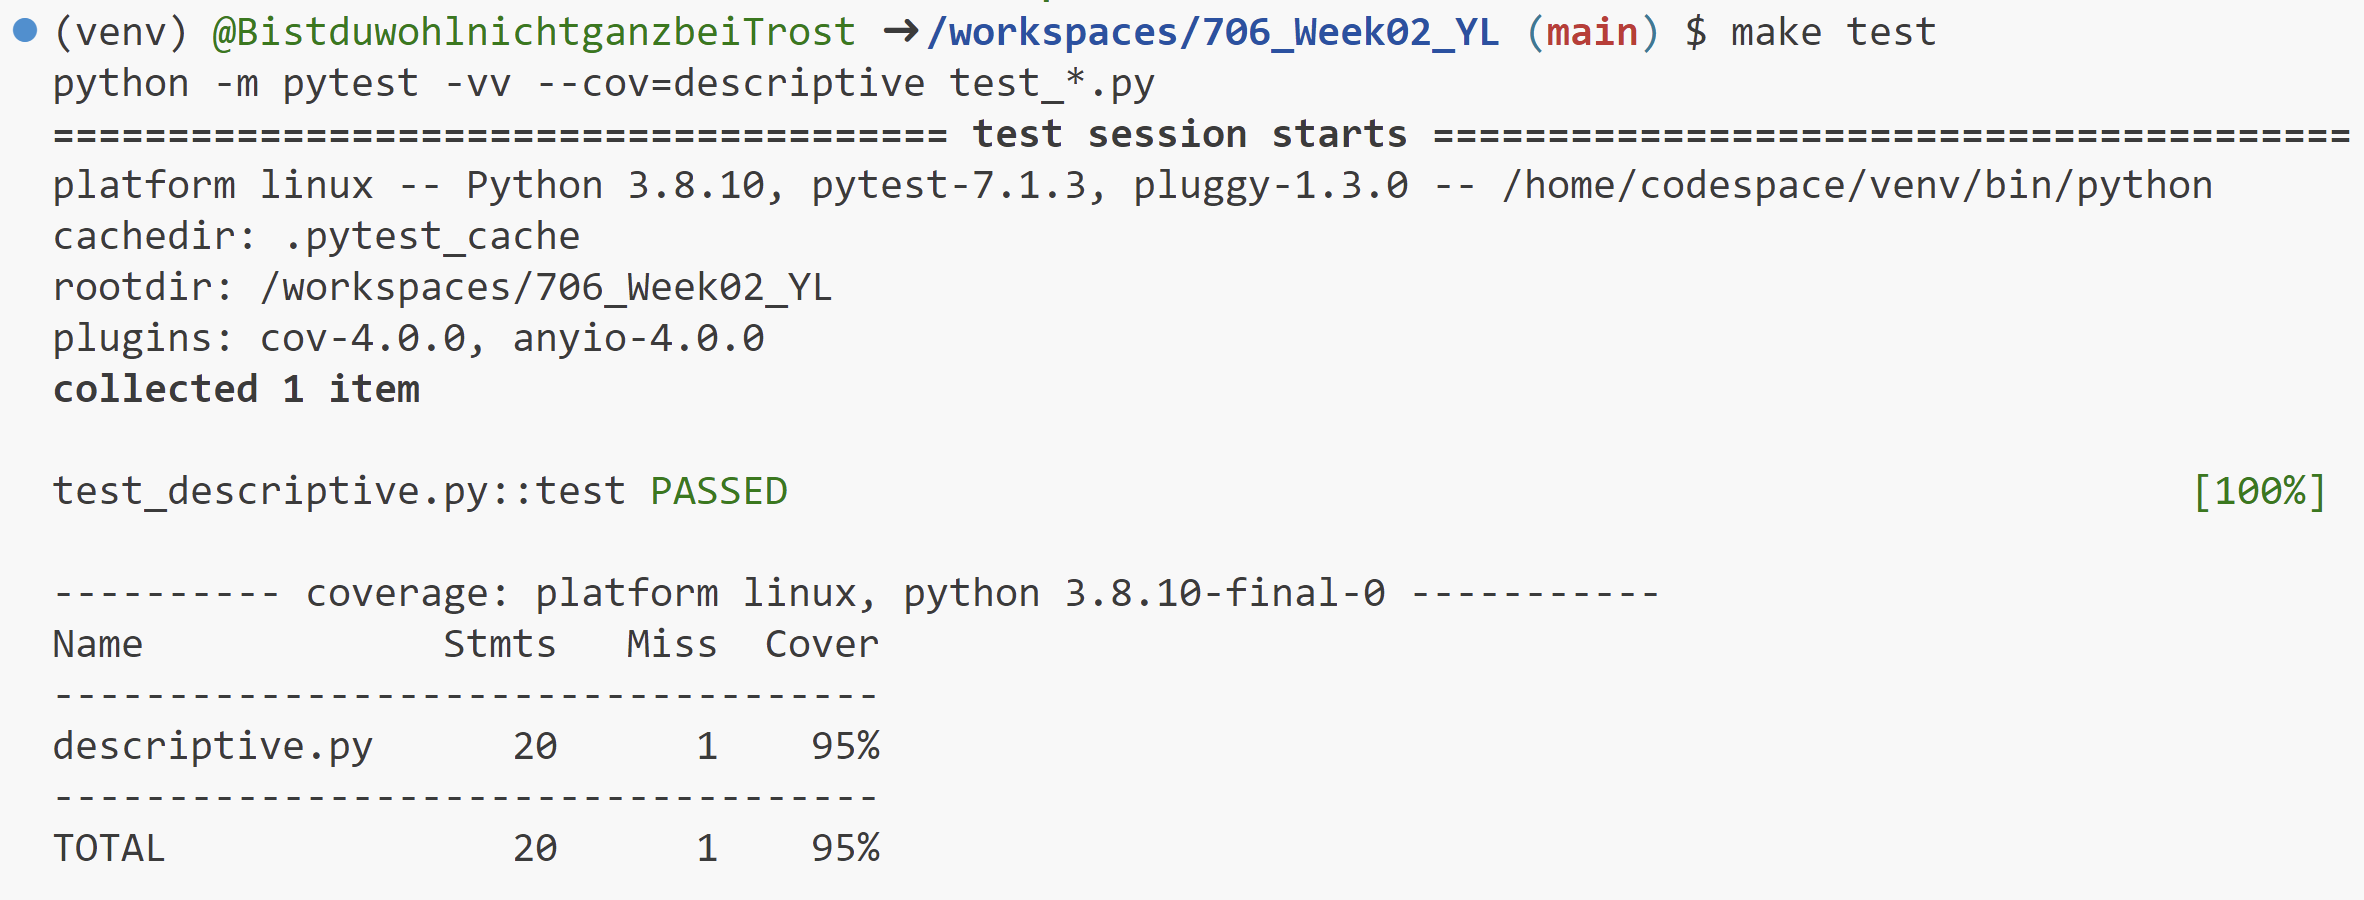 (venv) @BistduwohlnichtganzbeiTrost →/workspaces/706_Week02_YL (main) $ make test
python -m pytest -vv --cov=descriptive test_*.py
======================================= test session starts ========================================
platform linux -- Python 3.8.10, pytest-7.1.3, pluggy-1.3.0 -- /home/codespace/venv/bin/python
cachedir: .pytest_cache
rootdir: /workspaces/706_Week02_YL
plugins: cov-4.0.0, anyio-4.0.0
collected 1 item
test_descriptive.py::test PASSED [100%]
---------- coverage: platform linux, python 3.8.10-final-0 -----------
Name Stmts Miss Cover
------------------------------------
descriptive.py 20 1 95%
------------------------------------
TOTAL 20 1 95%